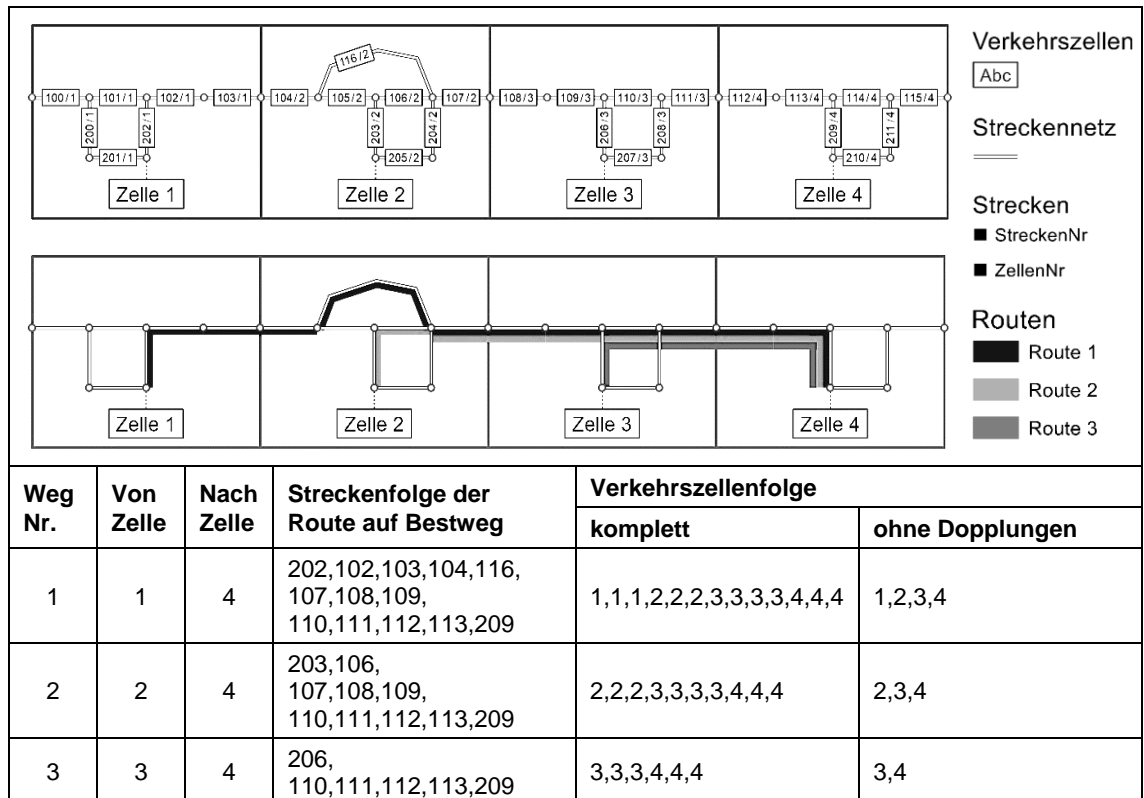 Verkehrszellen
Abc
Streckennetz
Strecken
StreckenNr
ZellenNr
Routen
Route 1
Route 2
Route 3
116/2
100/1 101/1 102/1 103/1 104/2 105/2 106/2 107/2 108/3 109/3 110/3 111/3 112/4 113/4 114/4 115/4
200/1 202/1 203/2 204/2 206/3 208/3 209/4 211/4
201/1 205/2 207/3 210/4
Zelle 1 Zelle 2 Zelle 3 Zelle 4
Zelle 1 Zelle 2 Zelle 3 Zelle 4
Weg Von Nach Streckenfolge der Verkehrszellenfolge
Nr. Zelle Zelle Route auf Bestweg komplett ohne Dopplungen
202,102,103,104,116,
1 1 4 107,108,109, 1,1,1,2,2,2,3,3,3,3,4,4,4 1,2,3,4
110,111,112,113,209
203,106,
2 2 4 107,108,109, 2,2,2,3,3,3,3,4,4,4 2,3,4
110,111,112,113,209
3 3 4 206, 3,3,3,4,4,4 3,4
110,111,112,113,209